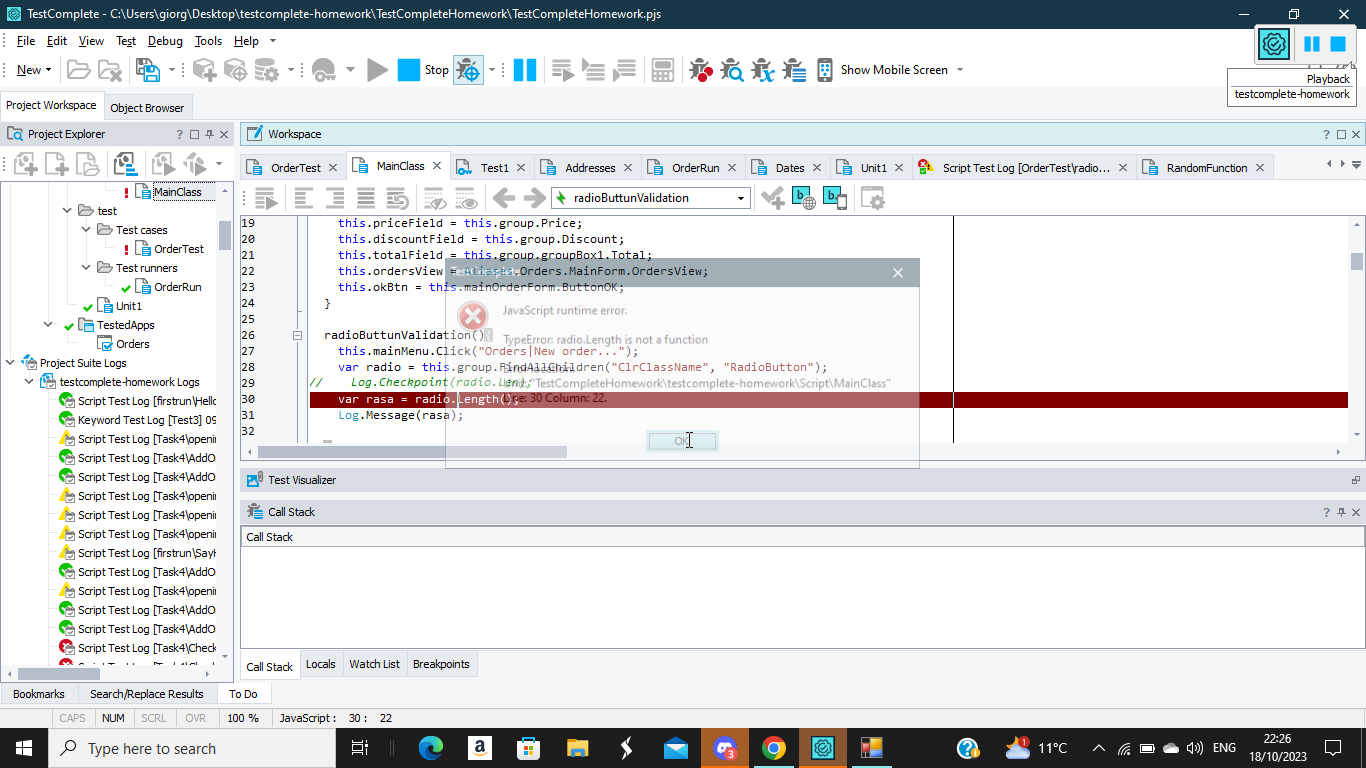 TestComplete - C:\Users\giorg\Desktop\testcomplete-homework\TestCompleteHomework\TestCompleteHomework.pjs
File Edit View Test Debug Tools Help
New Stop Show Mobile Screen
Playback
testcomplete-homework
Project Workspace Object Browser
Project Explorer
MainClass
test
Test cases
OrderTest
Test runners
OrderRun
Unit1
TestedApps
Orders
Project Suite Logs
testcomplete-homework Logs
Script Test Log [firstrun\Hello
Keyword Test Log [Test3] 09
Script Test Log [Task4\openi
Script Test Log [Task4\AddO
Script Test Log [Task4\AddO
Script Test Log [Task4\openi
Script Test Log [Task4\openi
Script Test Log [Task4\openi
Script Test Log [firstrun\SayH
Script Test Log [Task4\AddO
Script Test Log [Task4\openi
Script Test Log [Task4\AddO
Script Test Log [Task4\AddO
Script Test Log [Task4\Check
Bookmarks Search/Replace Results To Do
Workspace
OrderTest MainClass Test1 Addresses OrderRun Dates Unit1 Script Test Log [OrderTest\radio... RandomFunction
radioButtunValidation
19 this.priceField = this.group.Price;
20 this.discountField = this.group.Discount;
21 this.totalField = this.group.groupBox1.Total;
22 this.ordersView = Aliases.Orders.MainForm.OrdersView;
23 this.okBtn = this.mainOrderForm.ButtonOK;
24 }
25
26 radioButtunValidation(){
27 this.mainMenu.Click("Orders|New order...");
28 var radio = this.group.FindAllChildren("ClrClassName", "RadioButton");
29 // Log.Checkpoint(radio.Len);
30 var rasa = radio.Length();
31 Log.Message(rasa);
32
TestComplete
JavaScript runtime error.
TypeError: radio.Length is not a function
Error location:
Unit: "TestCompleteHomework\testcomplete-homework\Script\MainClass"
Line: 30 Column: 22.
OK
Test Visualizer
Call Stack
Call Stack
Call Stack Locals Watch List Breakpoints
CAPS NUM SCRL OVR 100 % JavaScript : 30 : 22
Type here to search
3
1
11°C
ENG
22:26
18/10/2023